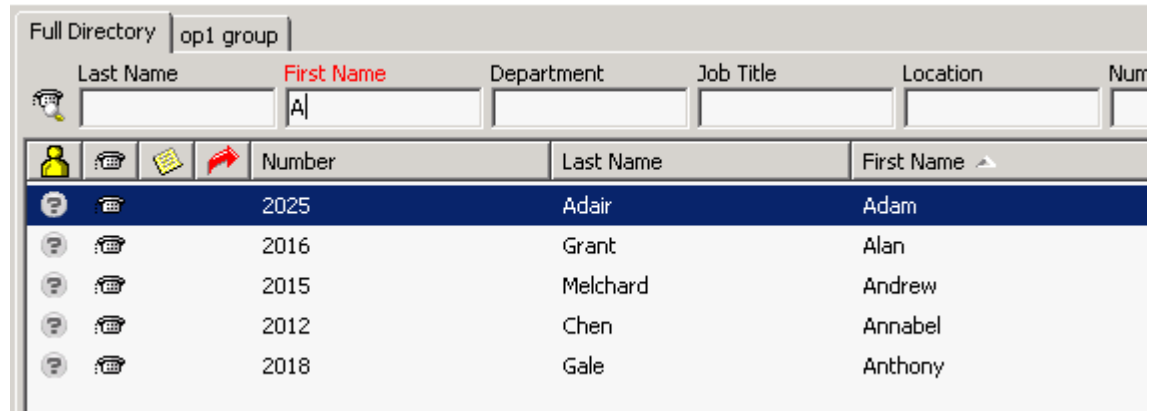 Full Directory op1 group
Last Name First Name Department Job Title Location Num
A
Number Last Name First Name
2025 Adair Adam
2016 Grant Alan
2015 Melchard Andrew
2012 Chen Annabel
2018 Gale Anthony